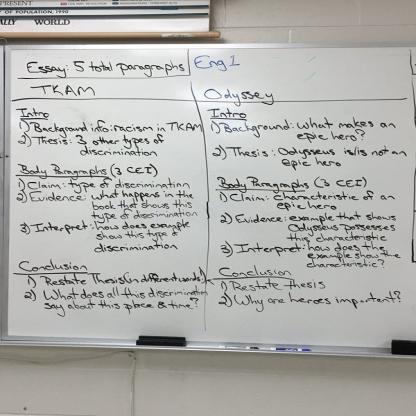 PRESENT
OF POPULATION, 1990
ALLY WORLD
Essay: 5 total paragraphs
Eng 1
TKAM
Intro
1) Background info: racism in TKAM
2) Thesis: 3 other types of
discrimination
Body Paragraphs (3 CEI)
1) Claim: type of discrimination
2) Evidence: what happens in the
book that shows this
type of discrimination
3) Interpret: how does example
show this type of
discrimination
Conclusion
1) Restate Thesis (in different words)
2) What does all this discrimination
say about this place & time?
Odyssey
Intro
1) Background: what makes an
epic hero?
2) Thesis: Odysseus is/is not an
epic hero
Body Paragraphs (3 CEI)
1) Claim: characteristic of an
epic hero
2) Evidence: example that shows
Odysseus possesses
this characteristic
3) Interpret: how does this
example show the
characteristic?
Conclusion
1) Restate thesis
2) Why are heroes important?